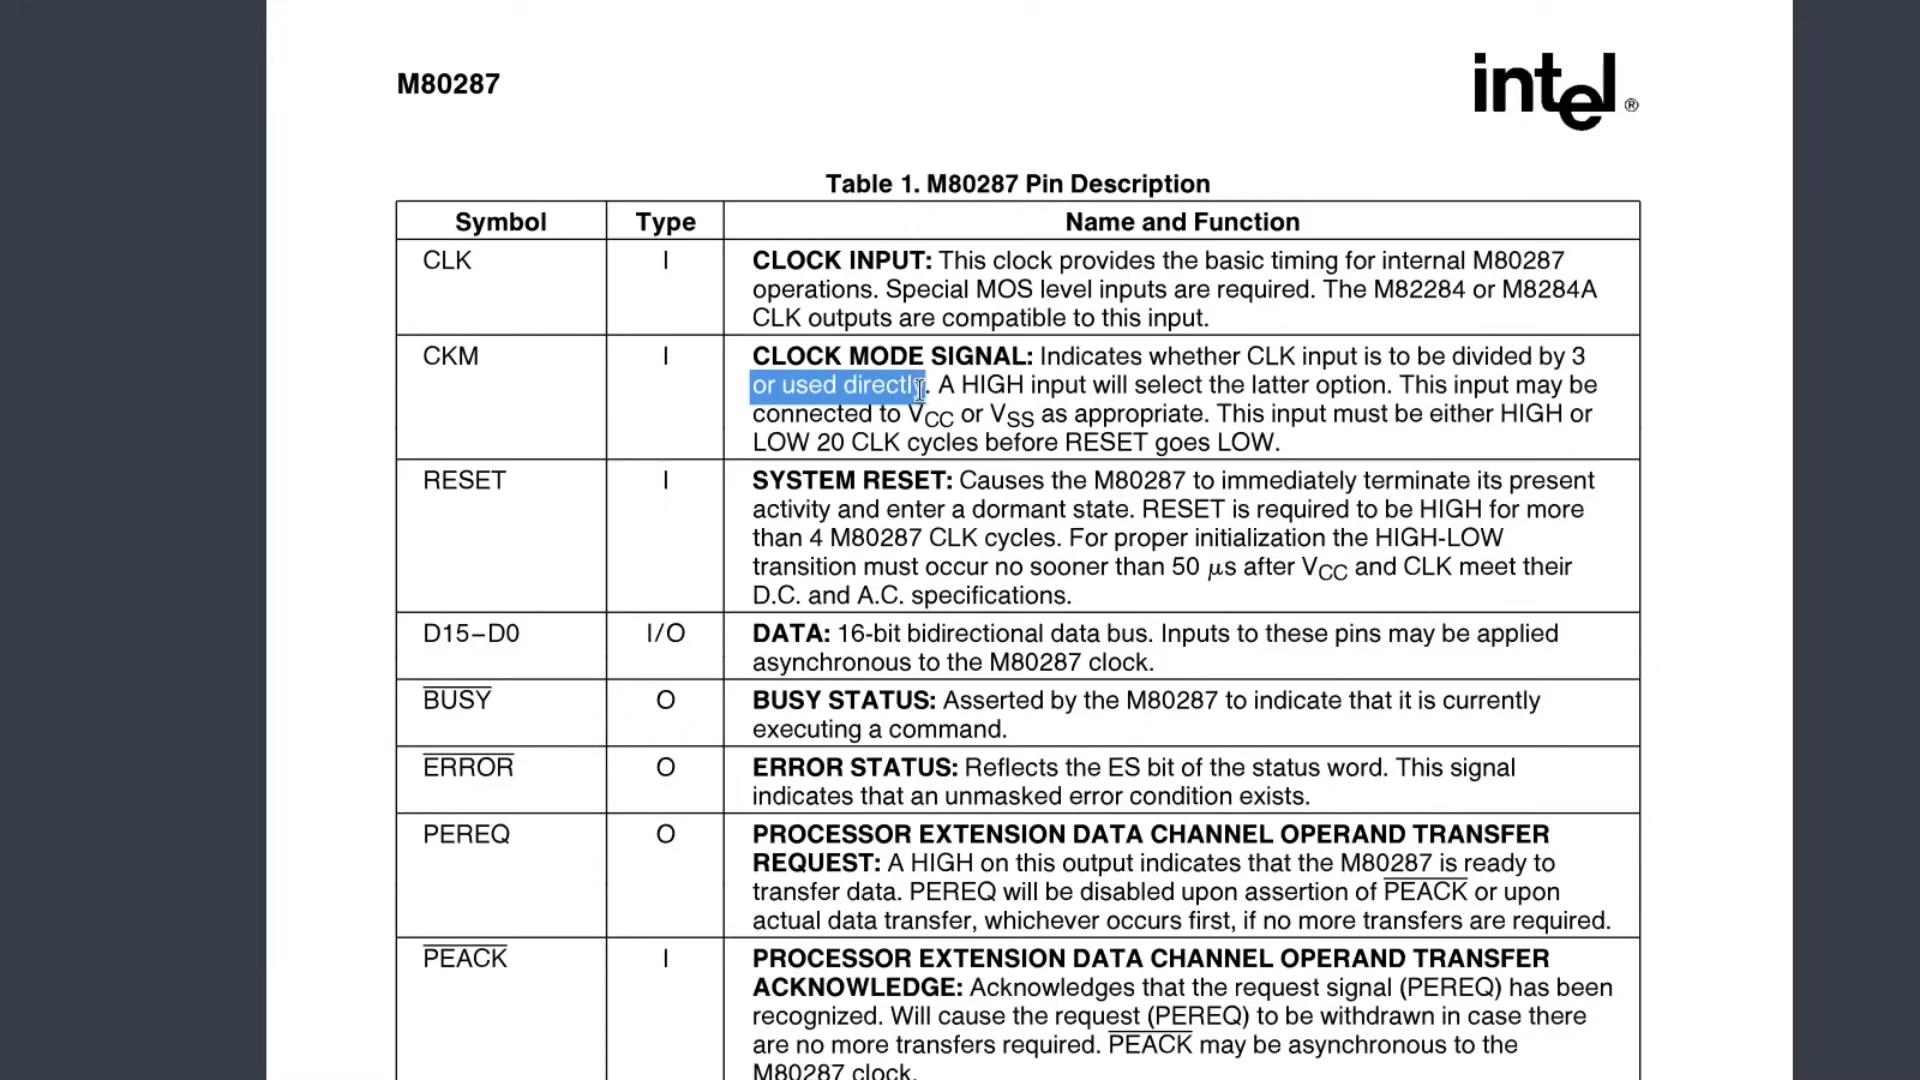 M80287
intel®
Table 1. M80287 Pin Description
Symbol Type Name and Function
CLK I CLOCK INPUT: This clock provides the basic timing for internal M80287
operations. Special MOS level inputs are required. The M82284 or M8284A
CLK outputs are compatible to this input.
CKM I CLOCK MODE SIGNAL: Indicates whether CLK input is to be divided by 3
or used directly. A HIGH input will select the latter option. This input may be
connected to VCC or VSS as appropriate. This input must be either HIGH or
LOW 20 CLK cycles before RESET goes LOW.
RESET I SYSTEM RESET: Causes the M80287 to immediately terminate its present
activity and enter a dormant state. RESET is required to be HIGH for more
than 4 M80287 CLK cycles. For proper initialization the HIGH-LOW
transition must occur no sooner than 50 μs after VCC and CLK meet their
D.C. and A.C. specifications.
D15–D0 I/O DATA: 16-bit bidirectional data bus. Inputs to these pins may be applied
asynchronous to the M80287 clock.
BUSY O BUSY STATUS: Asserted by the M80287 to indicate that it is currently
executing a command.
ERROR O ERROR STATUS: Reflects the ES bit of the status word. This signal
indicates that an unmasked error condition exists.
PEREQ O PROCESSOR EXTENSION DATA CHANNEL OPERAND TRANSFER
REQUEST: A HIGH on this output indicates that the M80287 is ready to
transfer data. PEREQ will be disabled upon assertion of PEACK or upon
actual data transfer, whichever occurs first, if no more transfers are required.
PEACK I PROCESSOR EXTENSION DATA CHANNEL OPERAND TRANSFER
ACKNOWLEDGE: Acknowledges that the request signal (PEREQ) has been
recognized. Will cause the request (PEREQ) to be withdrawn in case there
are no more transfers required. PEACK may be asynchronous to the
M80287 clock.